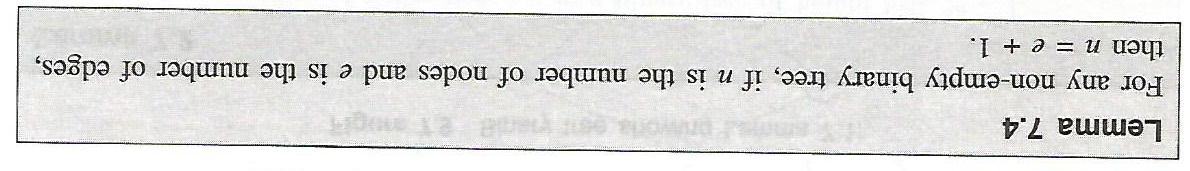 Lemma 7.4
For any non-empty binary tree, if n is the number of nodes and e is the number of edges,
then n = e + 1.